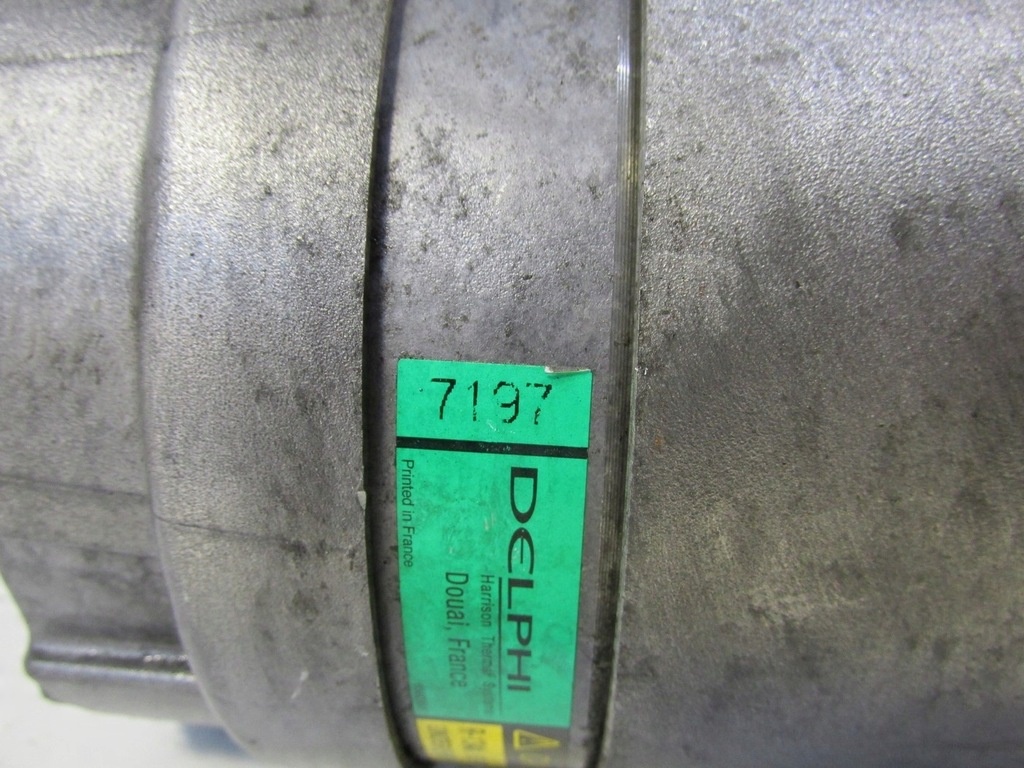 7197
DELPHI
Harrison Thermal Systems
Douai, France
Printed in France